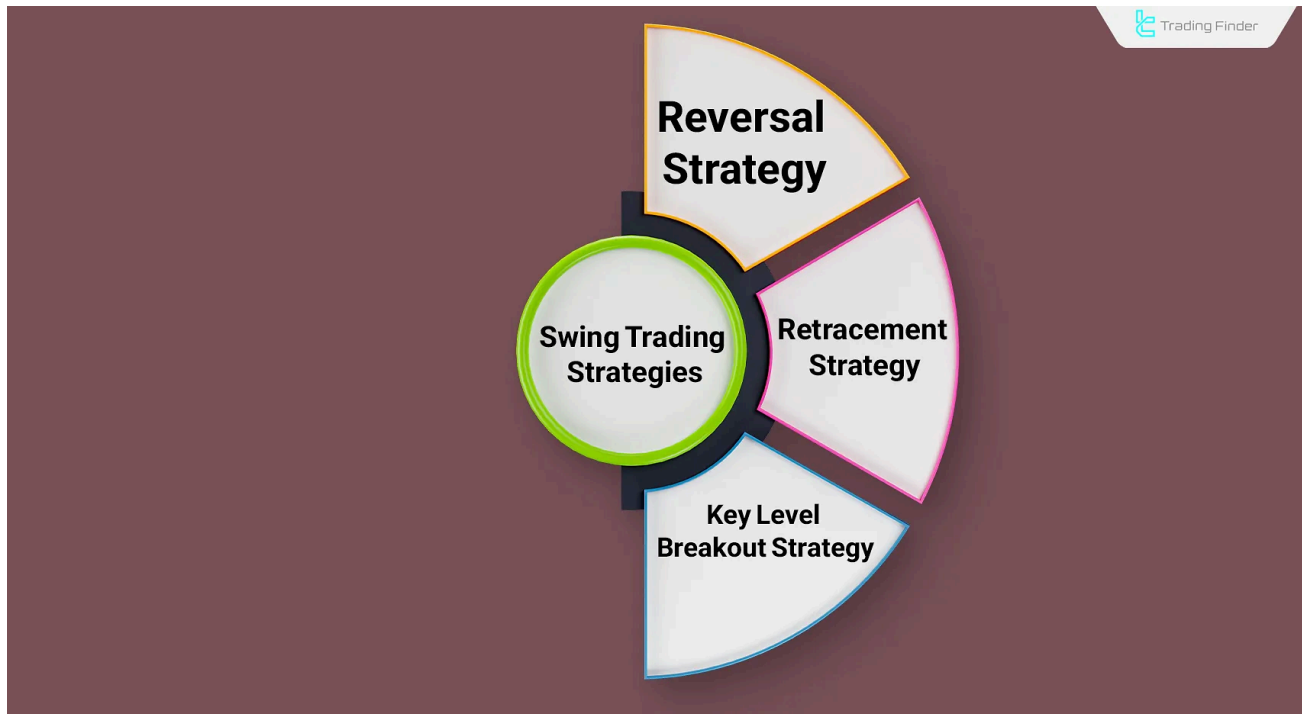 Trading Finder
Reversal
Strategy
Swing Trading
Strategies
Retracement
Strategy
Key Level
Breakout Strategy